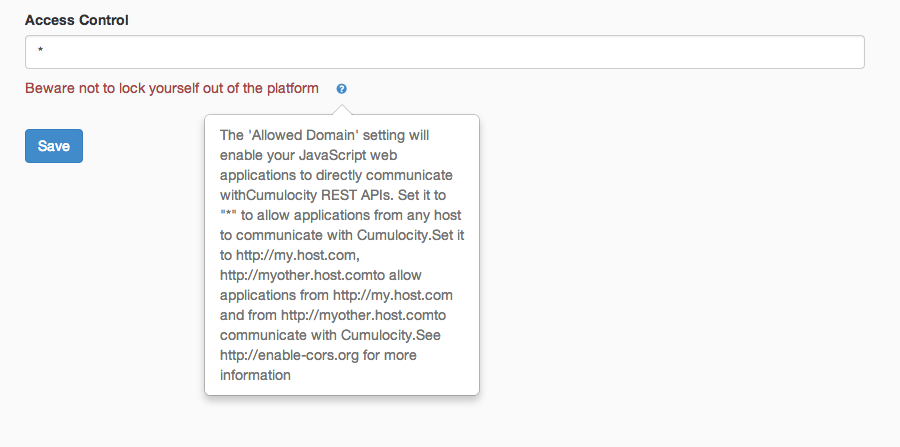 Access Control
*
Beware not to lock yourself out of the platform ?
Save
The 'Allowed Domain' setting will
enable your JavaScript web
applications to directly communicate
withCumulocity REST APIs. Set it to
"*" to allow applications from any host
to communicate with Cumulocity.Set it
to http://my.host.com,
http://myother.host.comto allow
applications from http://my.host.com
and from http://myother.host.comto
communicate with Cumulocity.See
http://enable-cors.org for more
information